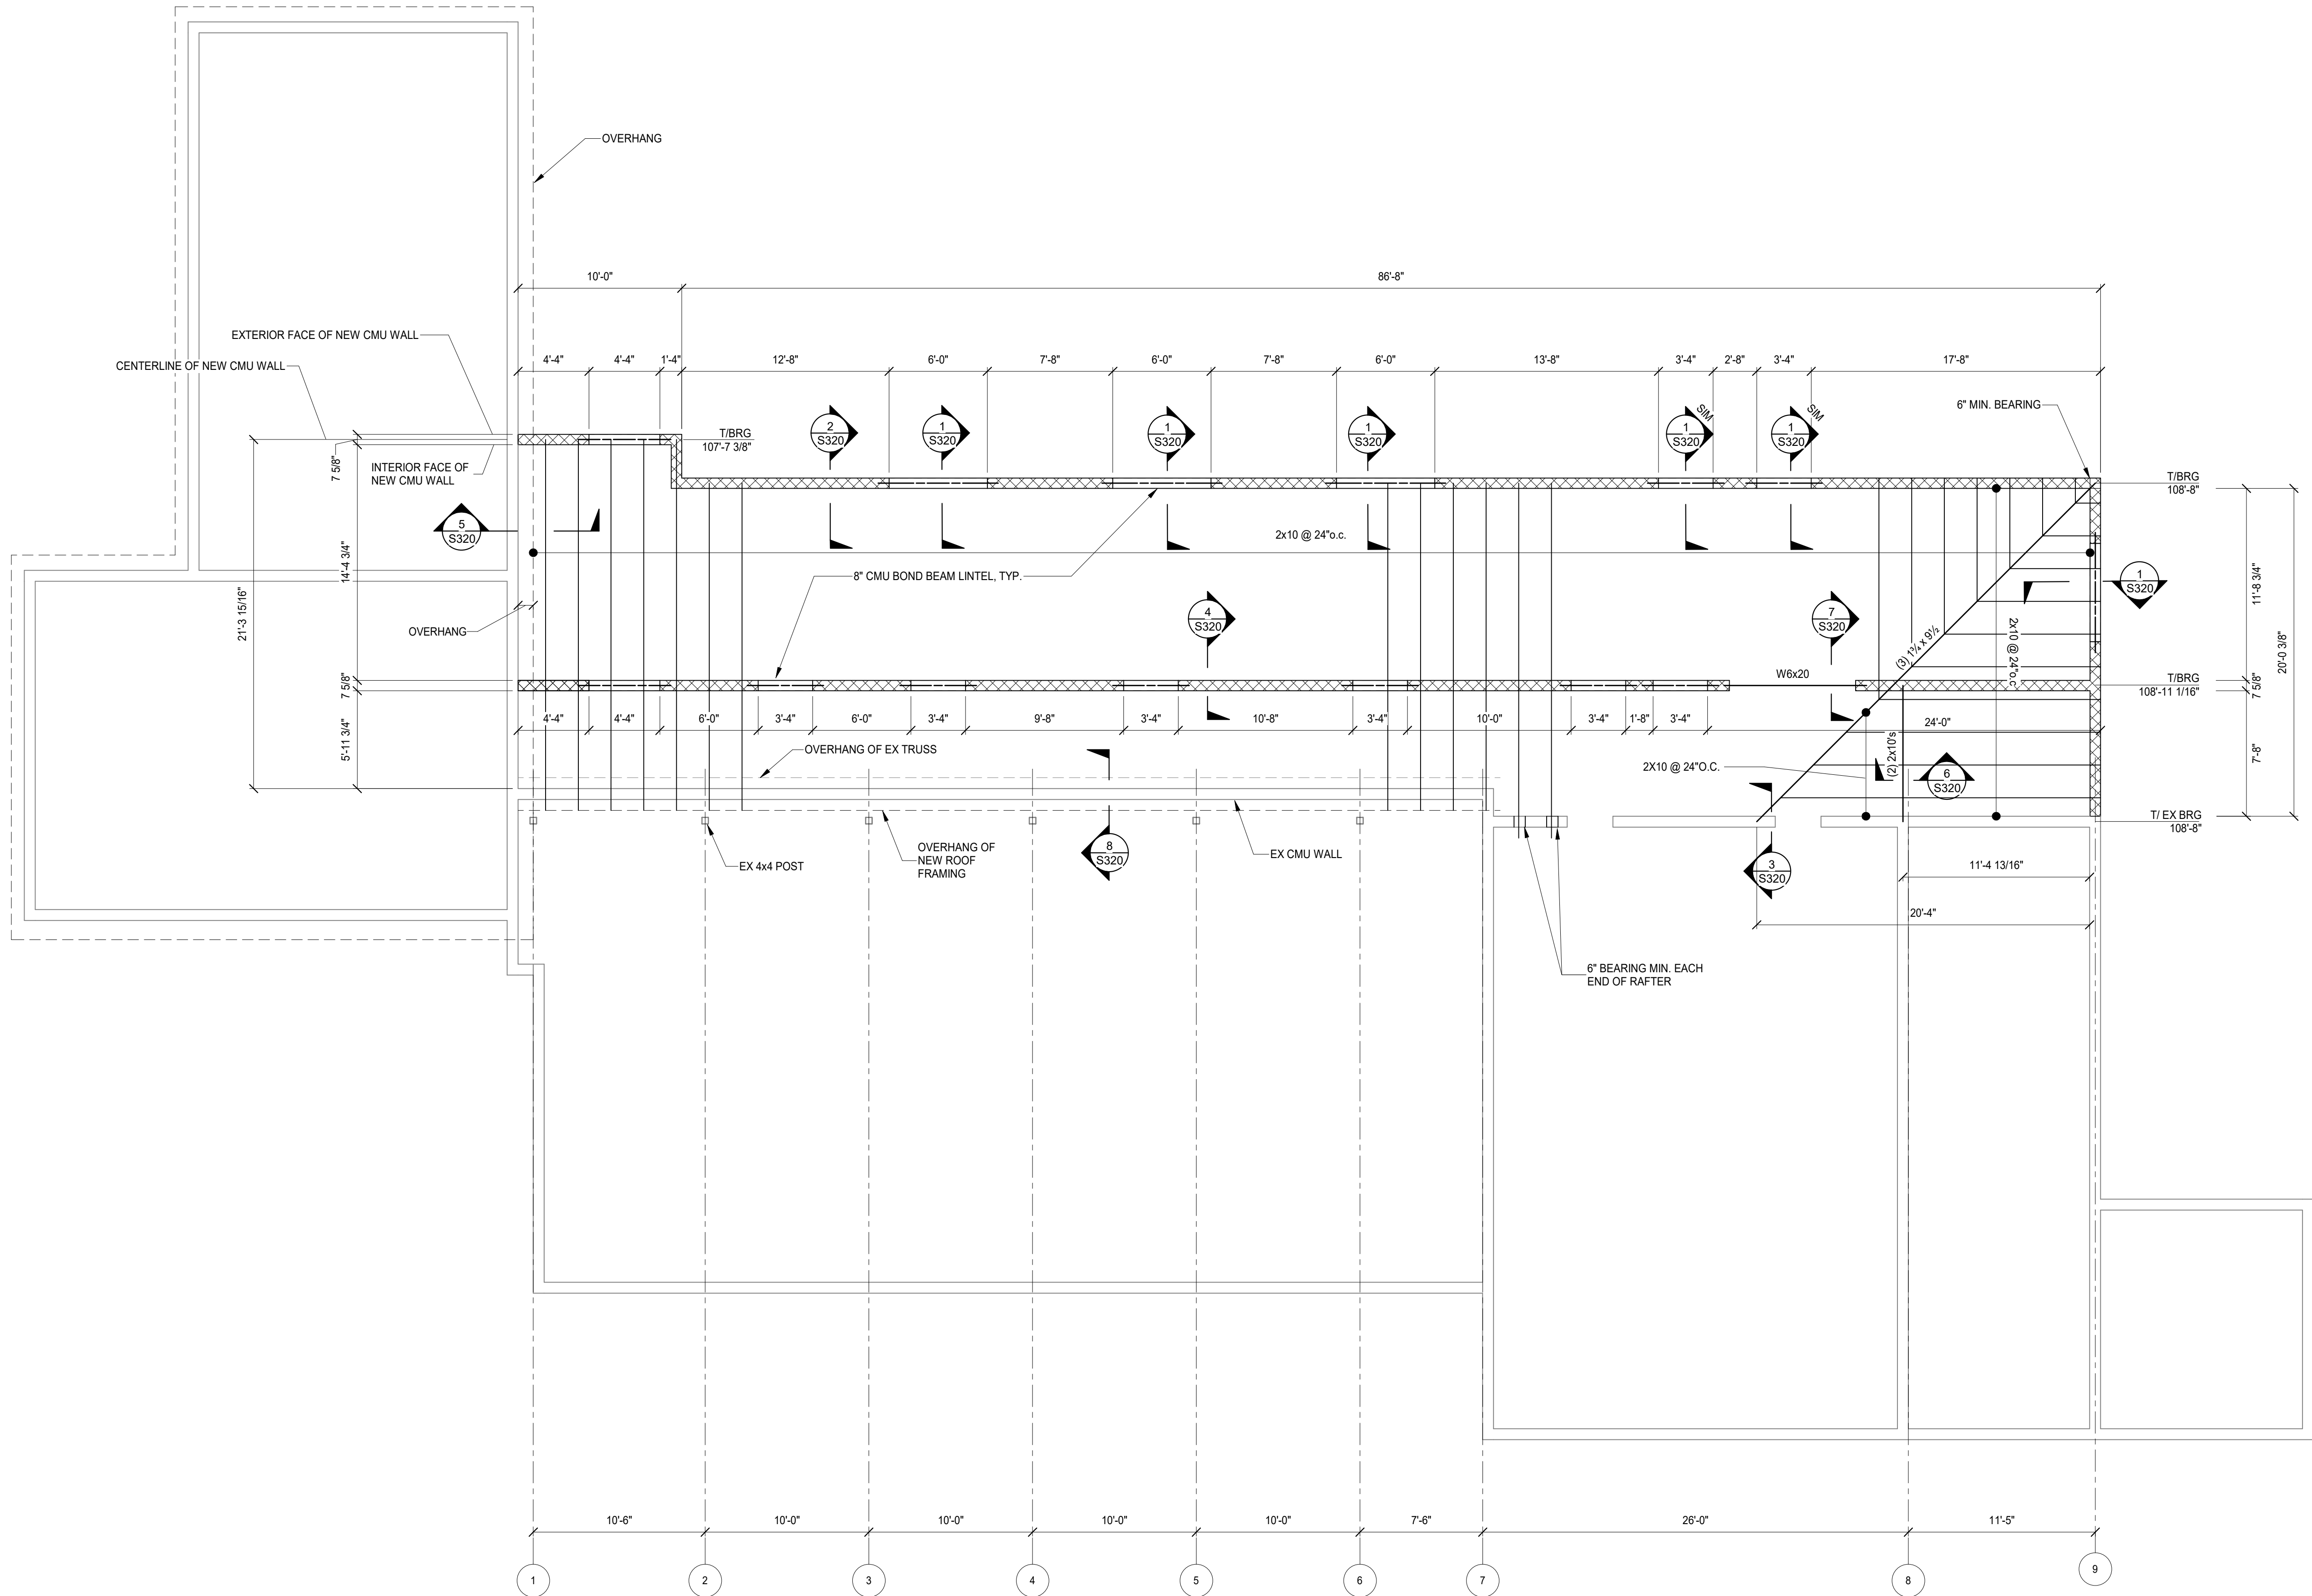 OVERHANG
10'-0"
86'-8"
EXTERIOR FACE OF NEW CMU WALL
CENTERLINE OF NEW CMU WALL
4'-4"
4'-4"
1'-4"
12'-8"
6'-0"
7'-8"
6'-0"
7'-8"
6'-0"
13'-8"
3'-4"
2'-8"
3'-4"
17'-8"
6" MIN. BEARING
T/BRG
107'-7 3/8"
2
S320
1
S320
1
S320
1
S320
1
S320
SIM
1
S320
SIM
7 5/8"
INTERIOR FACE OF
NEW CMU WALL
T/BRG
108'-8"
5
S320
2x10 @ 24"o.c.
14'-4 3/4"
21'-3 15/16"
8" CMU BOND BEAM LINTEL, TYP.
1
S320
11'-8 3/4"
OVERHANG
4
S320
7
S320
(3) 1¾ x 9½
2x10 @ 24"o.c
20'-0 3/8"
7 5/8"
W6x20
T/BRG
108'-11 1/16"
7 5/8"
4'-4"
4'-4"
6'-0"
3'-4"
6'-0"
3'-4"
9'-8"
3'-4"
10'-8"
3'-4"
10'-0"
3'-4"
1'-8"
3'-4"
24'-0"
5'-11 3/4"
OVERHANG OF EX TRUSS
2X10 @ 24"O.C.
(2) 2x10's
6
S320
7'-8"
T/ EX BRG
108'-8"
EX 4x4 POST
OVERHANG OF
NEW ROOF
FRAMING
8
S320
EX CMU WALL
3
S320
11'-4 13/16"
20'-4"
6" BEARING MIN. EACH
END OF RAFTER
10'-6"
10'-0"
10'-0"
10'-0"
10'-0"
7'-6"
26'-0"
11'-5"
1
2
3
4
5
6
7
8
9